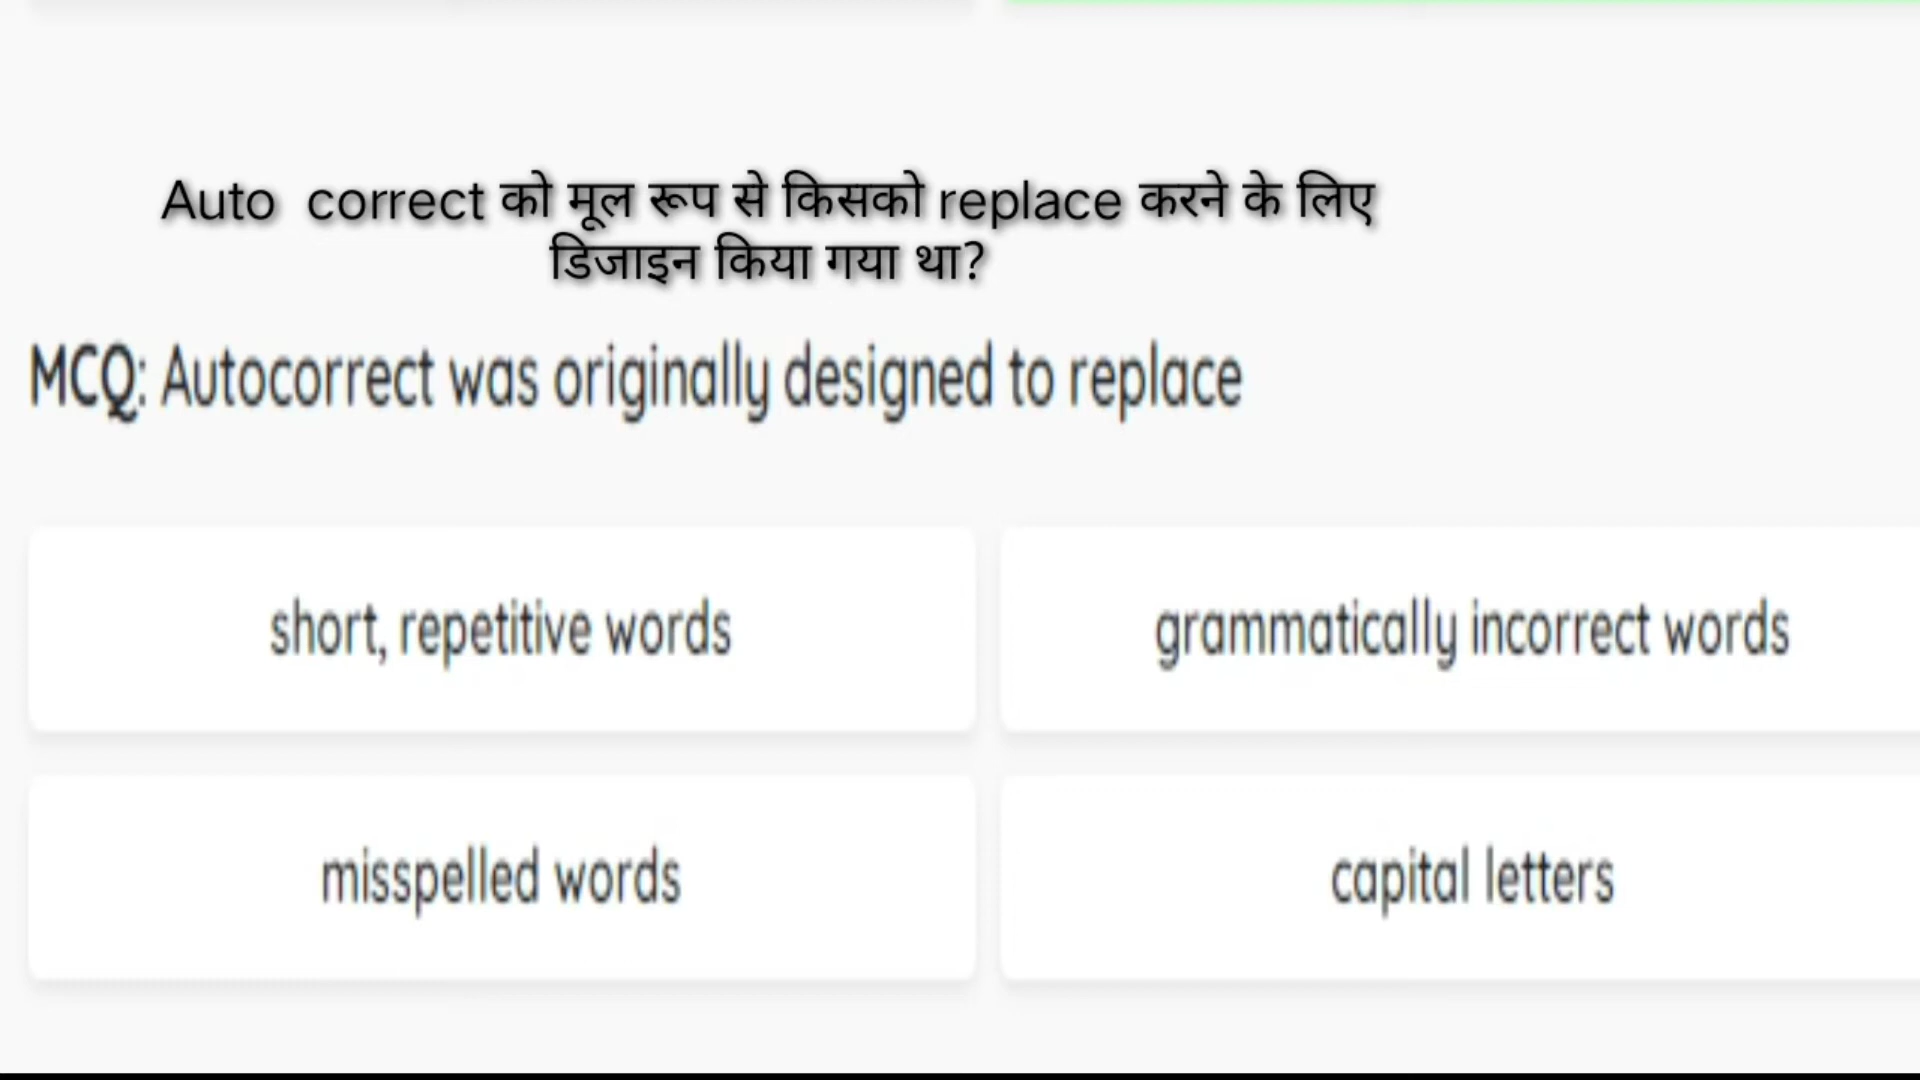 Auto correct को मूल रूप से किसको replace करने के लिए
डिजाइन किया गया था?
MCQ: Autocorrect was originally designed to replace
short, repetitive words
grammatically incorrect words
misspelled words
capital letters